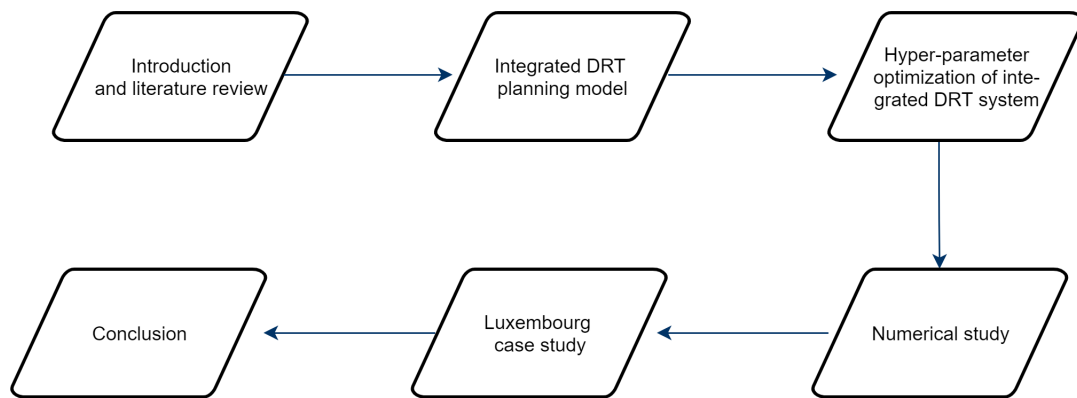 Introduction
and literature review
Integrated DRT
planning model
Hyper-parameter
optimization of inte-
grated DRT system
Numerical study
Luxembourg
case study
Conclusion